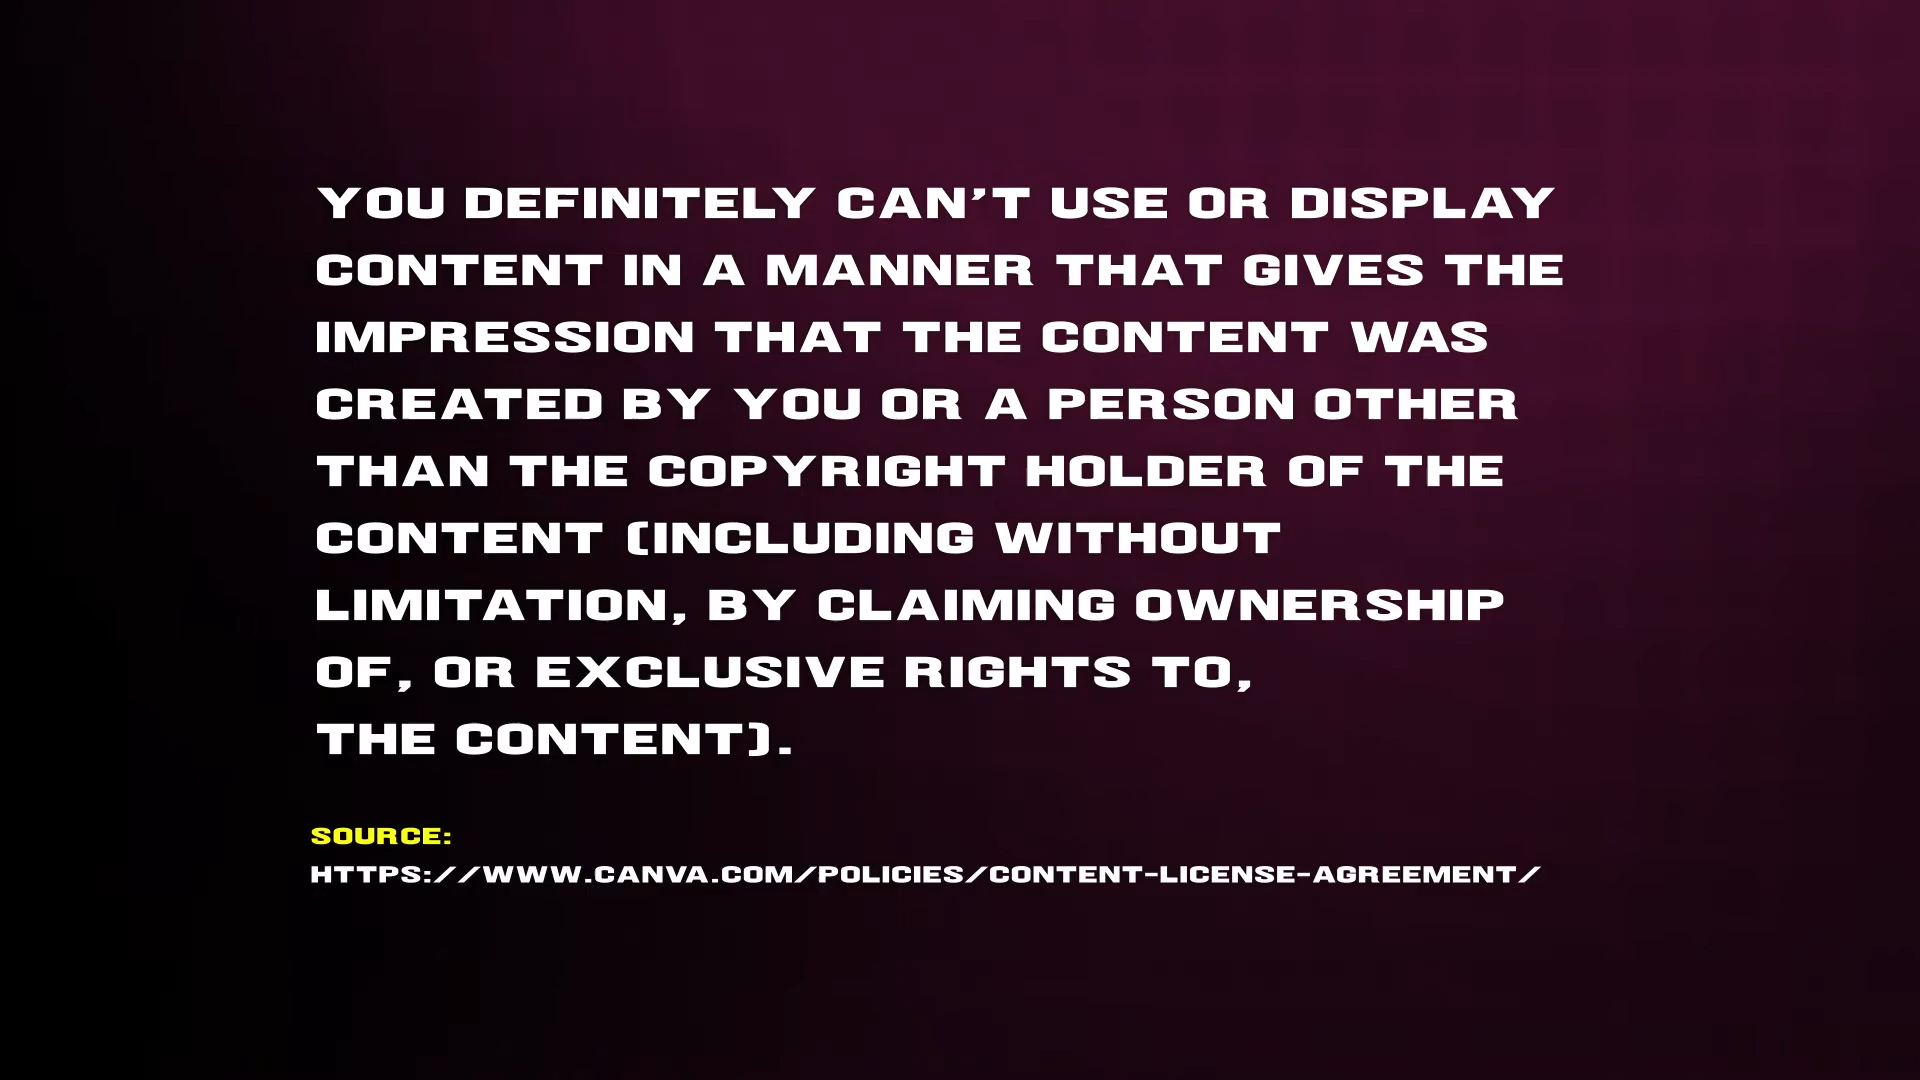 YOU DEFINITELY CAN’T USE OR DISPLAY
CONTENT IN A MANNER THAT GIVES THE
IMPRESSION THAT THE CONTENT WAS
CREATED BY YOU OR A PERSON OTHER
THAN THE COPYRIGHT HOLDER OF THE
CONTENT (INCLUDING WITHOUT
LIMITATION, BY CLAIMING OWNERSHIP
OF, OR EXCLUSIVE RIGHTS TO,
THE CONTENT).
SOURCE:
HTTPS://WWW.CANVA.COM/POLICIES/CONTENT-LICENSE-AGREEMENT/